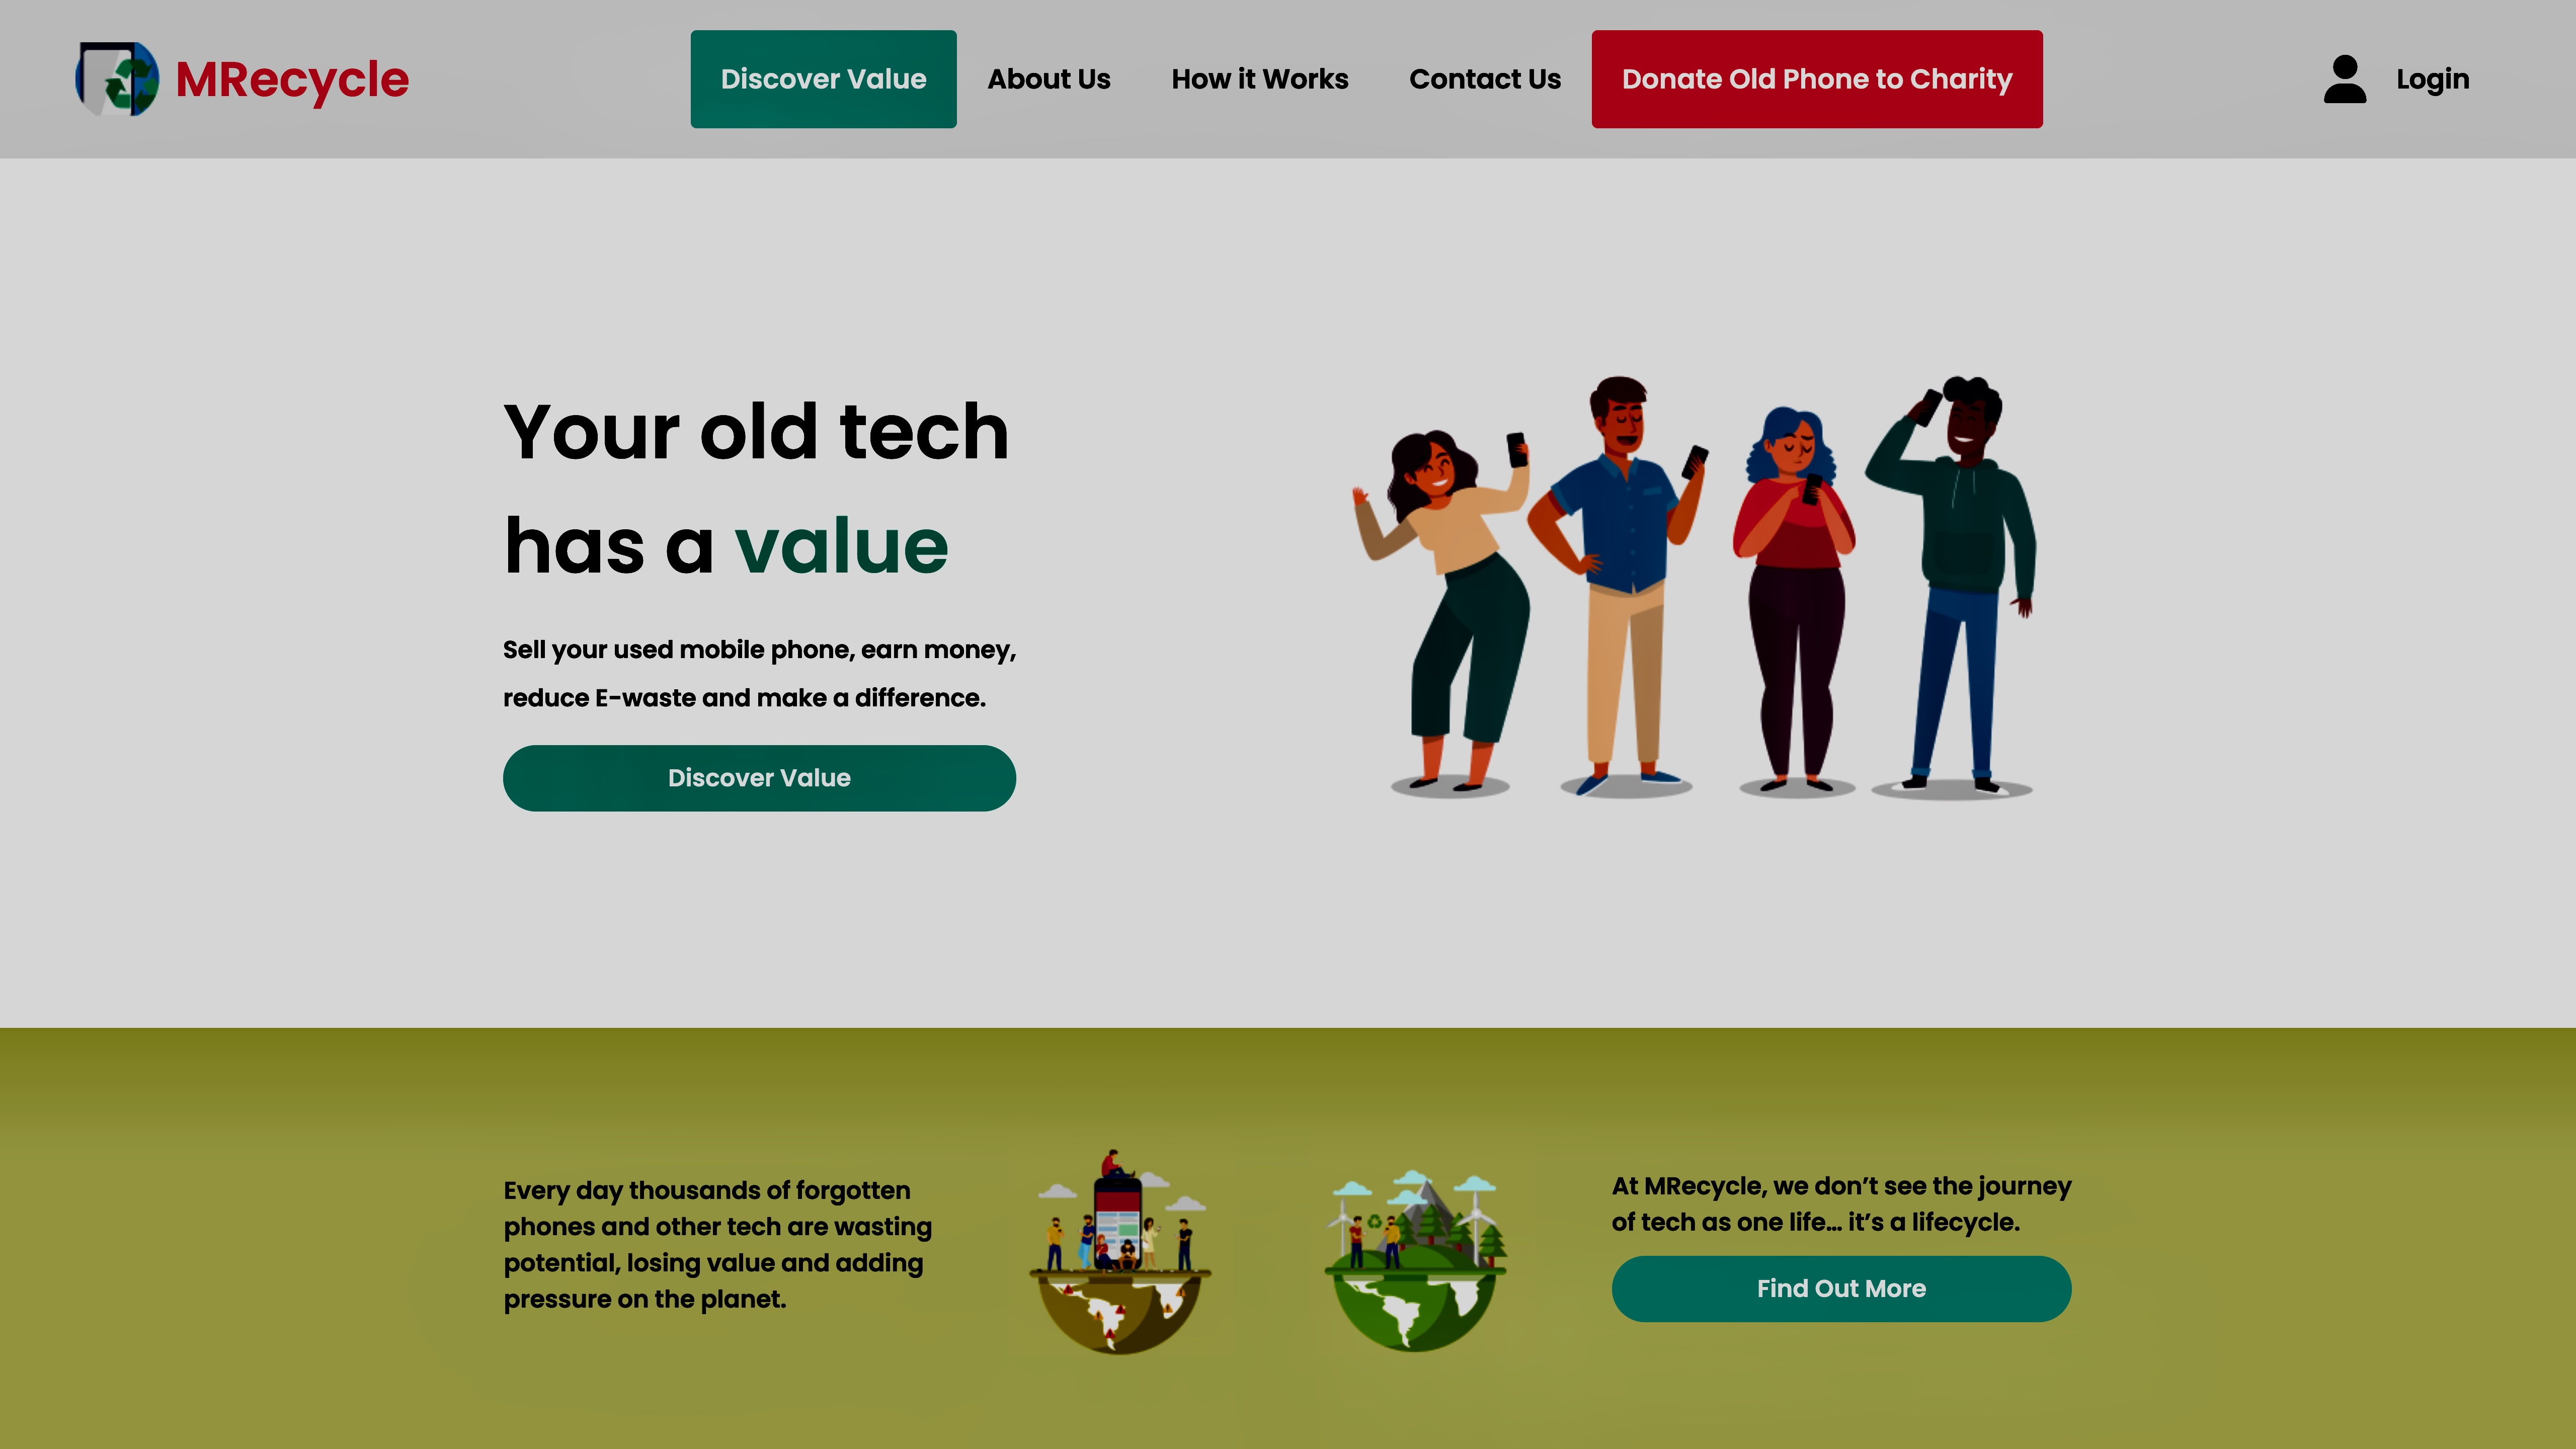 MRecycle
Discover Value
About Us
How it Works
Contact Us
Donate Old Phone to Charity
Login
Your old tech
has a value
Sell your used mobile phone, earn money,
reduce E-waste and make a difference.
Discover Value
Every day thousands of forgotten
phones and other tech are wasting
potential, losing value and adding
pressure on the planet.
At MRecycle, we don’t see the journey
of tech as one life... it’s a lifecycle.
Find Out More